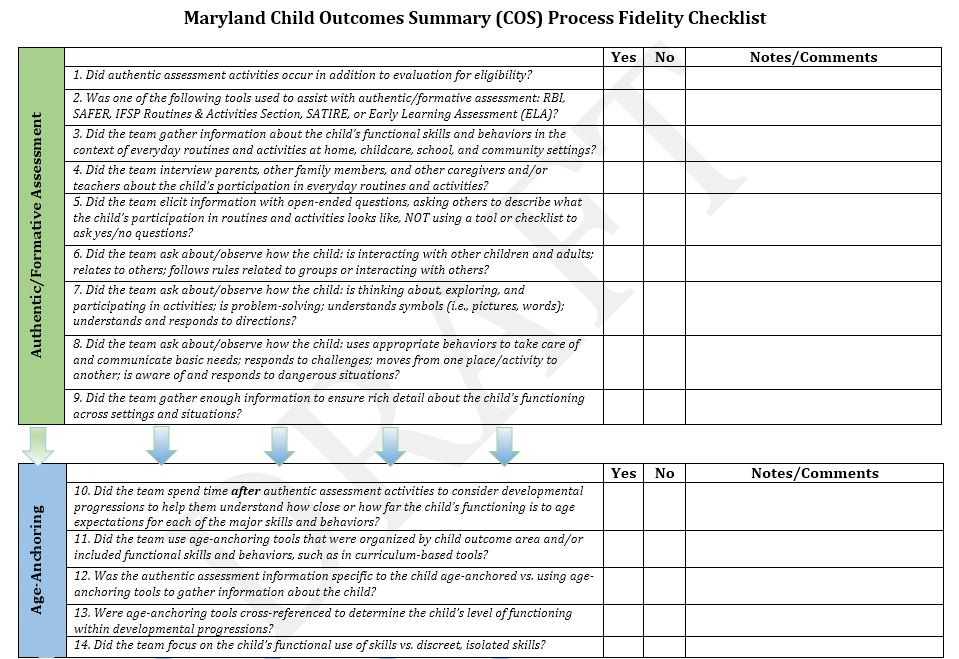 Maryland Child Outcomes Summary (COS) Process Fidelity Checklist
Yes No Notes/Comments
Authentic/Formative Assessment
1. Did authentic assessment activities occur in addition to evaluation for eligibility?
2. Was one of the following tools used to assist with authentic/formative assessment: RBI,
SAFER, IFSP Routines & Activities Section, SATIRE, or Early Learning Assessment (ELA)?
3. Did the team gather information about the child's functional skills and behaviors in the
context of everyday routines and activities at home, childcare, school, and community settings?
4. Did the team interview parents, other family members, and other caregivers and/or
teachers about the child's participation in everyday routines and activities?
5. Did the team elicit information with open-ended questions, asking others to describe what
the child's participation in routines and activities looks like, NOT using a tool or checklist to
ask yes/no questions?
6. Did the team ask about/observe how the child: is interacting with other children and adults;
relates to others; follows rules related to groups or interacting with others?
7. Did the team ask about/observe how the child: is thinking about, exploring, and
participating in activities; is problem-solving; understands symbols (i.e., pictures, words);
understands and responds to directions?
8. Did the team ask about/observe how the child: uses appropriate behaviors to take care of
and communicate basic needs; responds to challenges; moves from one place/activity to
another; is aware of and responds to dangerous situations?
9. Did the team gather enough information to ensure rich detail about the child's functioning
across settings and situations?
DRAFT
Yes No Notes/Comments
Age-Anchoring
10. Did the team spend time after authentic assessment activities to consider developmental
progressions to help them understand how close or how far the child's functioning is to age
expectations for each of the major skills and behaviors?
11. Did the team use age-anchoring tools that were organized by child outcome area and/or
included functional skills and behaviors, such as in curriculum-based tools?
12. Was the authentic assessment information specific to the child age-anchored vs. using age-
anchoring tools to gather information about the child?
13. Were age-anchoring tools cross-referenced to determine the child's level of functioning
within developmental progressions?
14. Did the team focus on the child's functional use of skills vs. discreet, isolated skills?